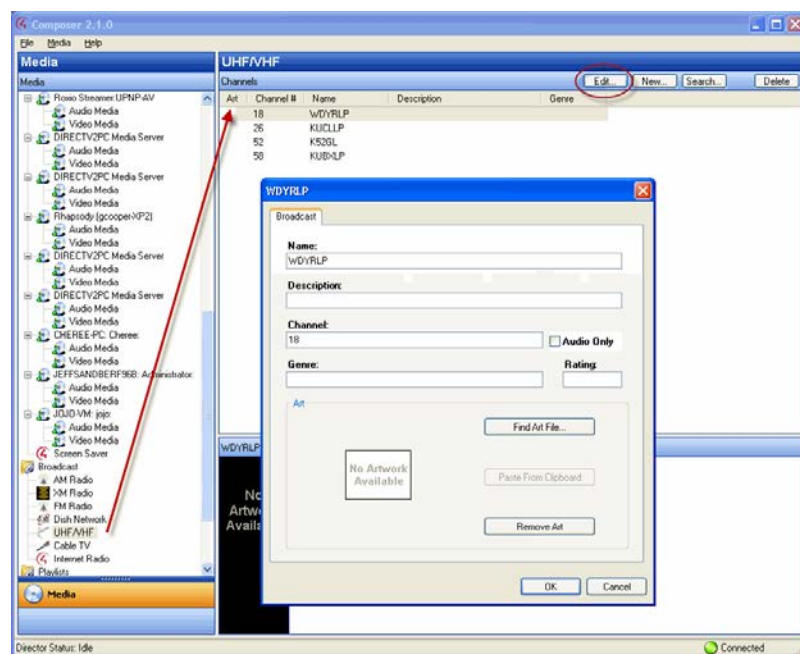 Composer 2.1.0
File Media Help
Media
UHF/VHF
Media
Channels
Edit... New... Search... Delete
Roxio Streamer:UPNP-AV
Audio Media
Video Media
DIRECTV2PC Media Server
Audio Media
Video Media
DIRECTV2PC Media Server
Audio Media
Video Media
Rhapsody (gcooper-XP2)
Audio Media
Video Media
DIRECTV2PC Media Server
Audio Media
Video Media
DIRECTV2PC Media Server
Audio Media
Video Media
CHEREE-PC: Cheree:
Audio Media
Video Media
JEFFSANDBERF968: Administrator:
Audio Media
Video Media
JOJO-VM: jojo:
Audio Media
Video Media
Screen Saver
Broadcast
AM Radio
XM Radio
FM Radio
Dish Network
UHF/VHF
Cable TV
Internet Radio
Playlists
Media
Art Channel # Name Description Genre
18 WDYRLP
26 KUCLLP
52 K52GL
58 KUBXLP
WDYRLP
Broadcast
Name:
WDYRLP
Description:
Channel:
18
Audio Only
Genre:
Rating:
Art
No Artwork
Available
Find Art File...
Paste From Clipboard
Remove Art
OK Cancel
WDYRLP
No
Artw
Availa
Director Status: Idle
Connected